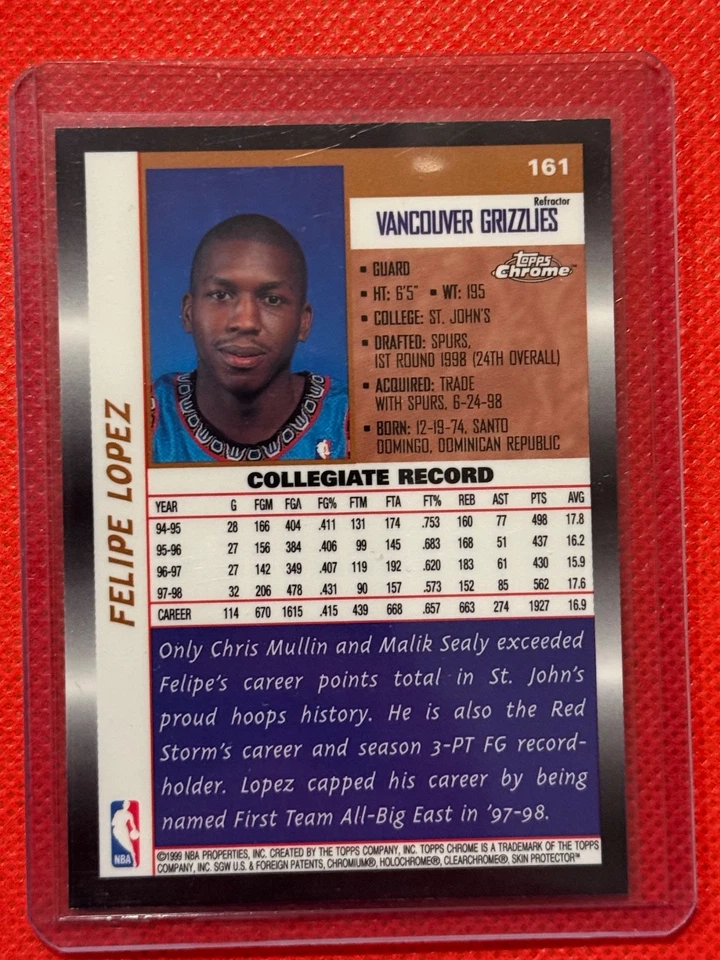 161
Refractor
VANCOUVER GRIZZLIES
topps
Chrome™
▪ GUARD
▪ HT: 6'5" ▪ WT: 195
▪ COLLEGE: ST. JOHN'S
▪ DRAFTED: SPURS,
1ST ROUND 1998 (24TH OVERALL)
▪ ACQUIRED: TRADE
WITH SPURS, 6-24-98
▪ BORN: 12-19-74, SANTO
DOMINGO, DOMINICAN REPUBLIC
FELIPE LOPEZ
COLLEGIATE RECORD
YEAR G FGM FGA FG% FTM FTA FT% REB AST PTS AVG
94-95 28 166 404 .411 131 174 .753 160 77 498 17.8
95-96 27 156 384 .406 99 145 .683 168 51 437 16.2
96-97 27 142 349 .407 119 192 .620 183 61 430 15.9
97-98 32 206 478 .431 90 157 .573 152 85 562 17.6
CAREER 114 670 1615 .415 439 668 .657 663 274 1927 16.9
Only Chris Mullin and Malik Sealy exceeded
Felipe's career points total in St. John's
proud hoops history. He is also the Red
Storm's career and season 3-PT FG record-
holder. Lopez capped his career by being
named First Team All-Big East in '97-98.
NBA
©1999 NBA PROPERTIES, INC. CREATED BY THE TOPPS COMPANY, INC. TOPPS CHROME IS A TRADEMARK OF THE TOPPS
COMPANY, INC. SGW U.S. & FOREIGN PATENTS, CHROMIUM®, HOLOCHROME®, CLEARCHROME®, SKIN PROTECTOR™